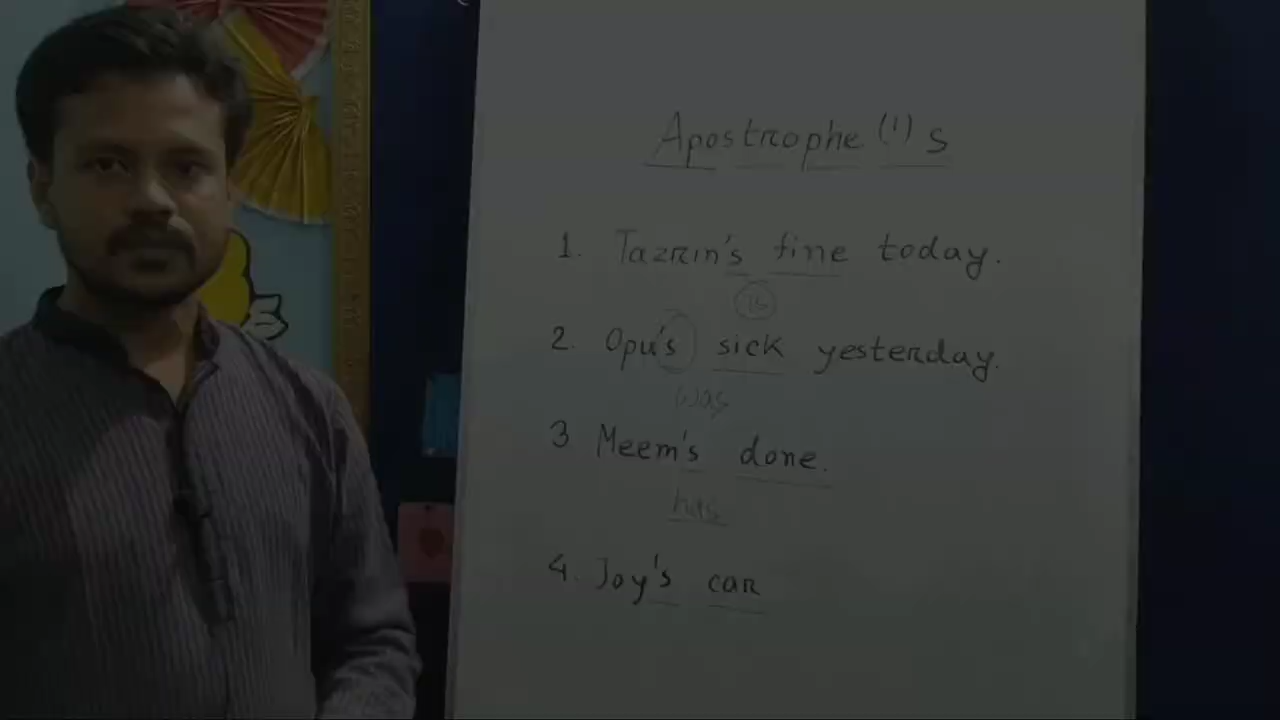 Apostrophe (') s
1. Tazrin's fine today.
is
2. Opu's sick yesterday.
was
3 Meem's done.
has
4. Joy's car